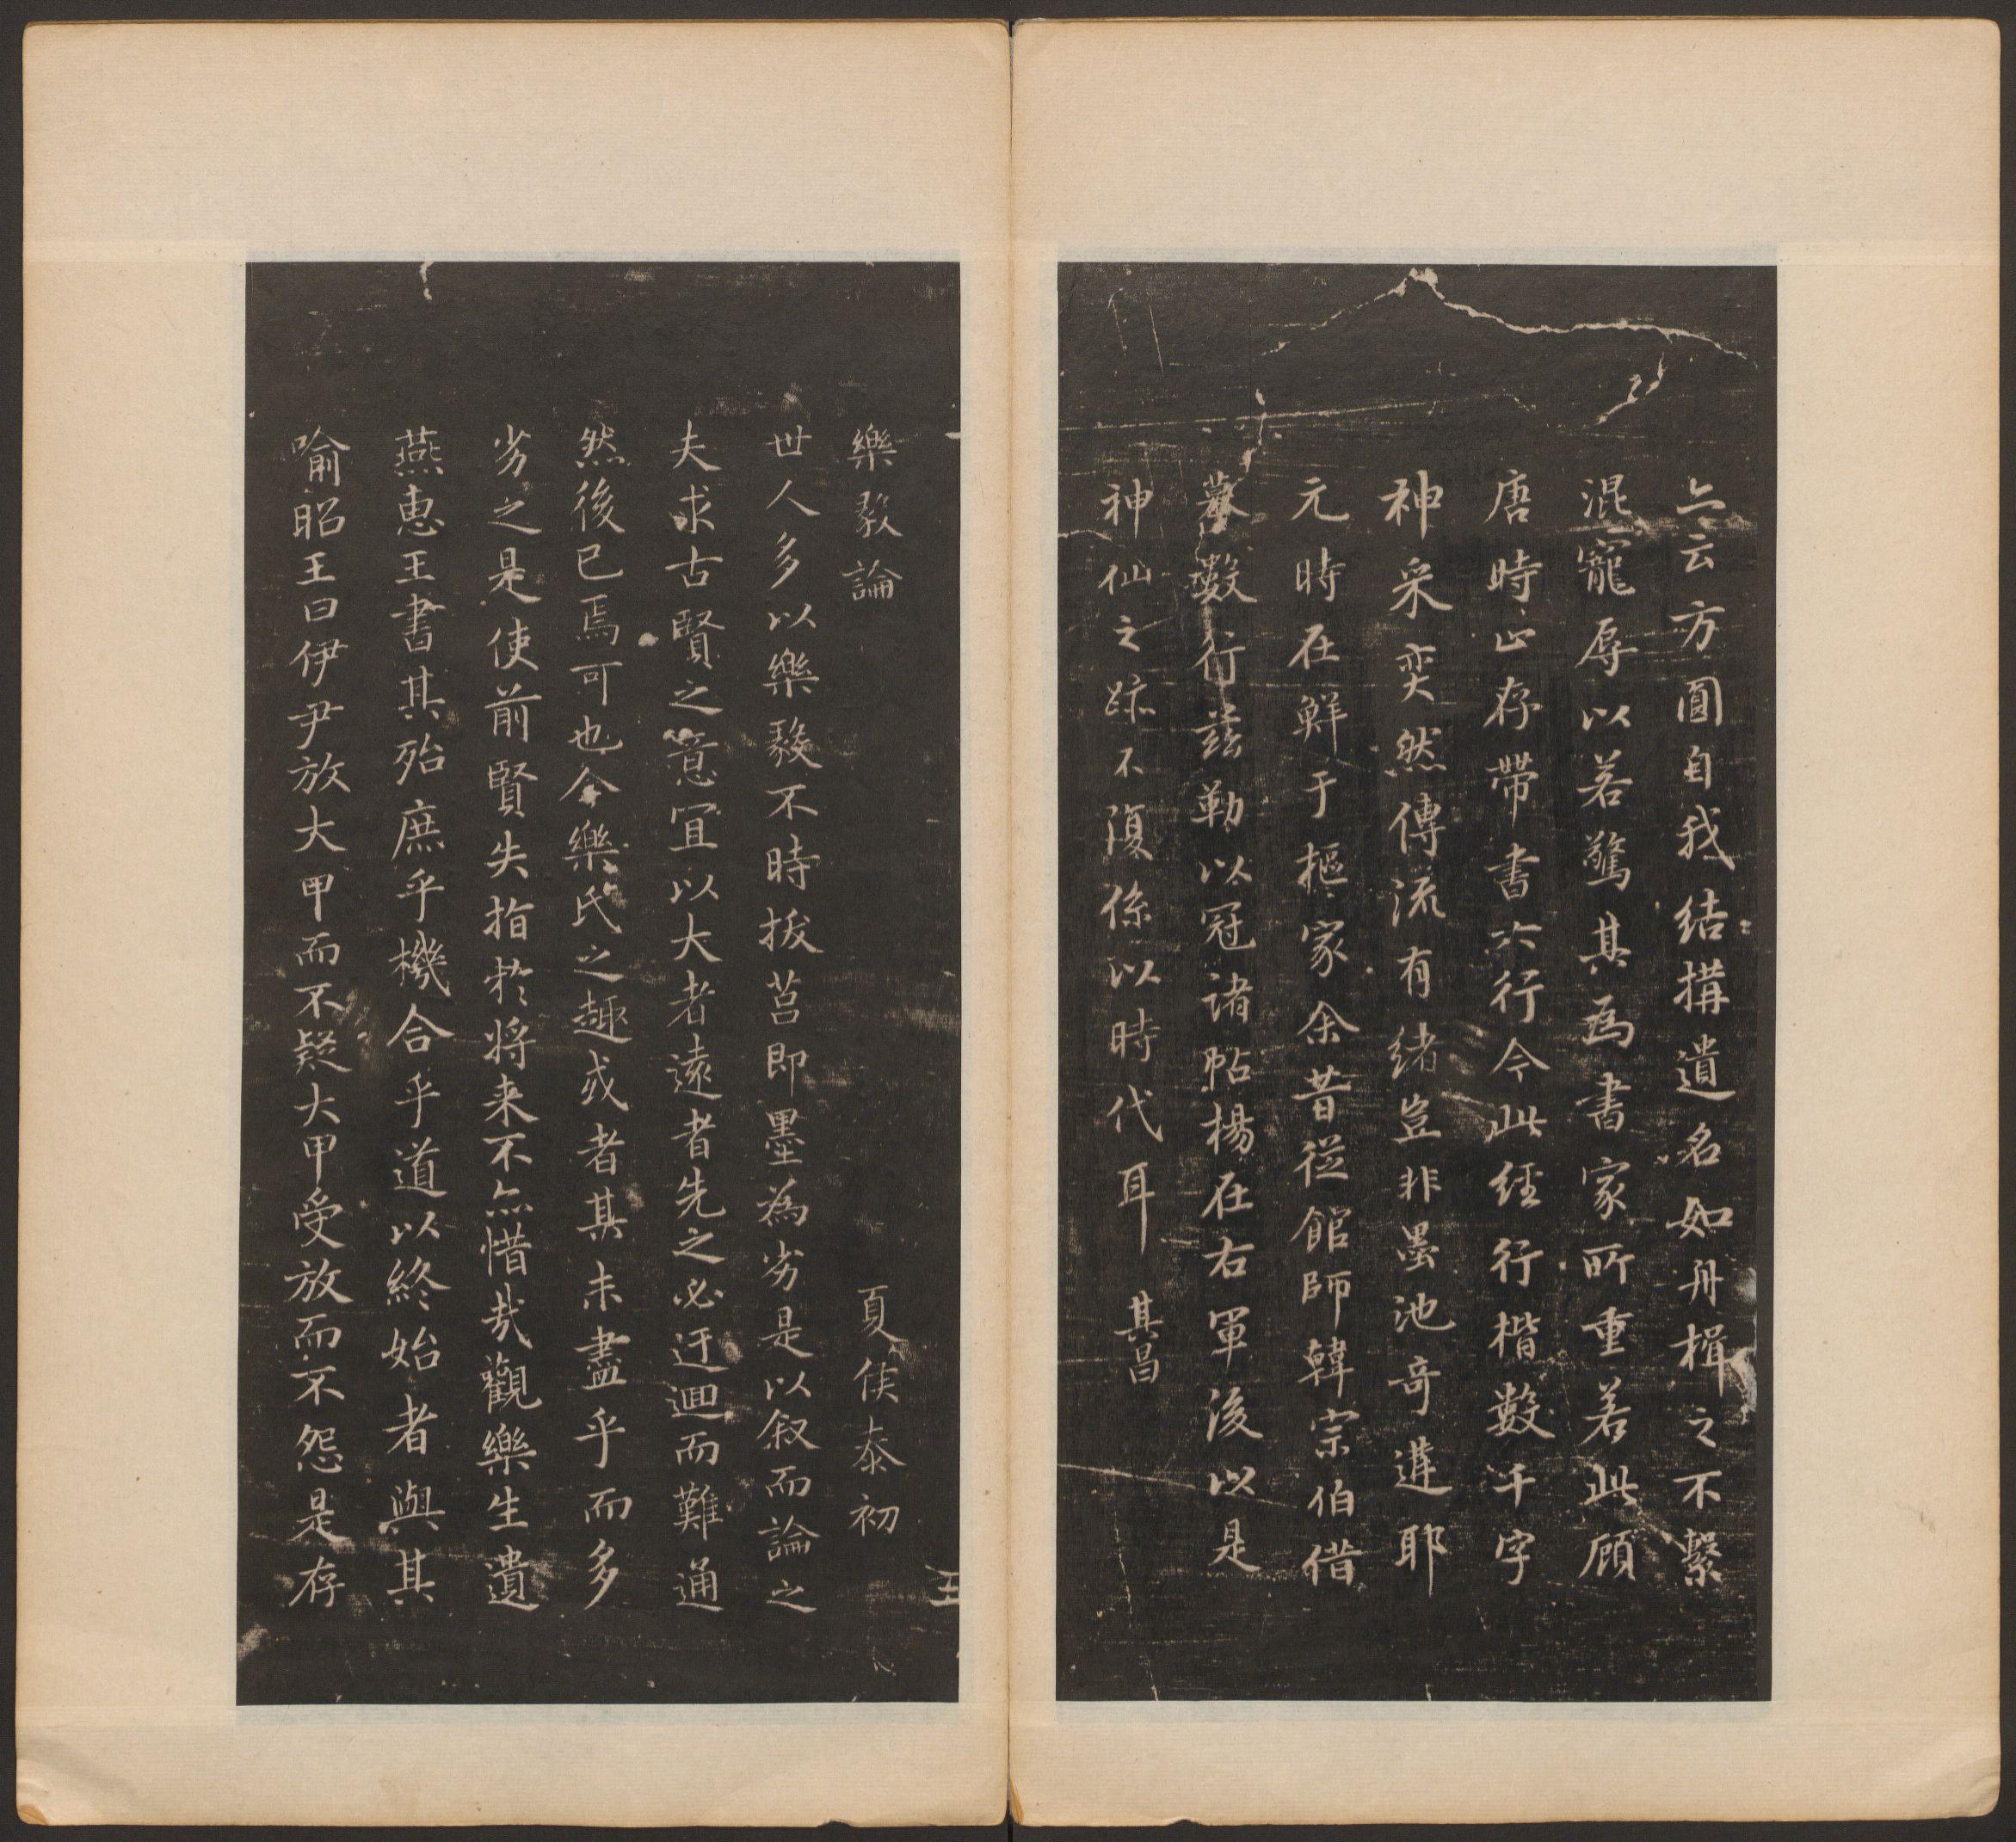 亠云方圓自我結搆遺名如舟楫之不繫
混寵辱以若驚其為書家所重若此顧
唐時止存帶書六行今此經行楷數千字
神采奕然傳流有緒豈非墨池奇遘耶
元時在鮮于樞家余昔從館師韓宗伯借
摹數行茲勒以冠諸帖楊在右軍後以是
神仙之跡不復係以時代耳 其昌
樂毅論 夏侯泰初
世人多以樂毅不時拔莒即墨為劣是以叙而論之
夫求古賢之意宜以大者遠者先之必迂迴而難通
然後已焉可也今樂氏之趣或者其未盡乎而多
劣之是使前賢失指於將来不亦惜哉觀樂生遺
燕惠王書其殆庶乎機合乎道以終始者與其
喻昭王曰伊尹放大甲而不疑大甲受放而不怨是存